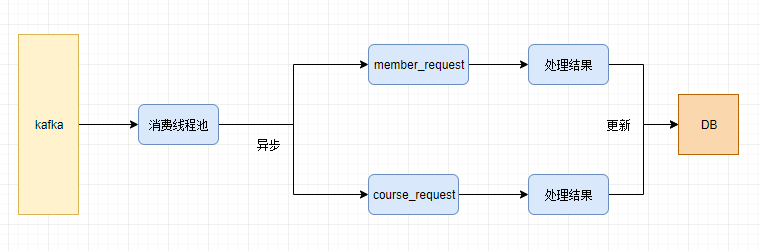 kafka
消费线程池
异步
member_request
处理结果
course_request
处理结果
更新
DB